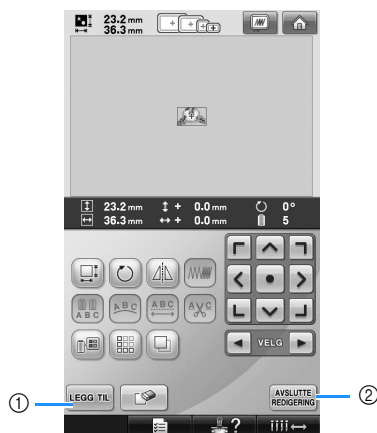 23.2 mm
36.3 mm
23.2 mm + 0.0 mm 0°
36.3 mm + 0.0 mm 5
A B C
A B C
A B C
A B C
VELG
① LEGG TIL
AVSLUTTE
REDIGERING ②
?